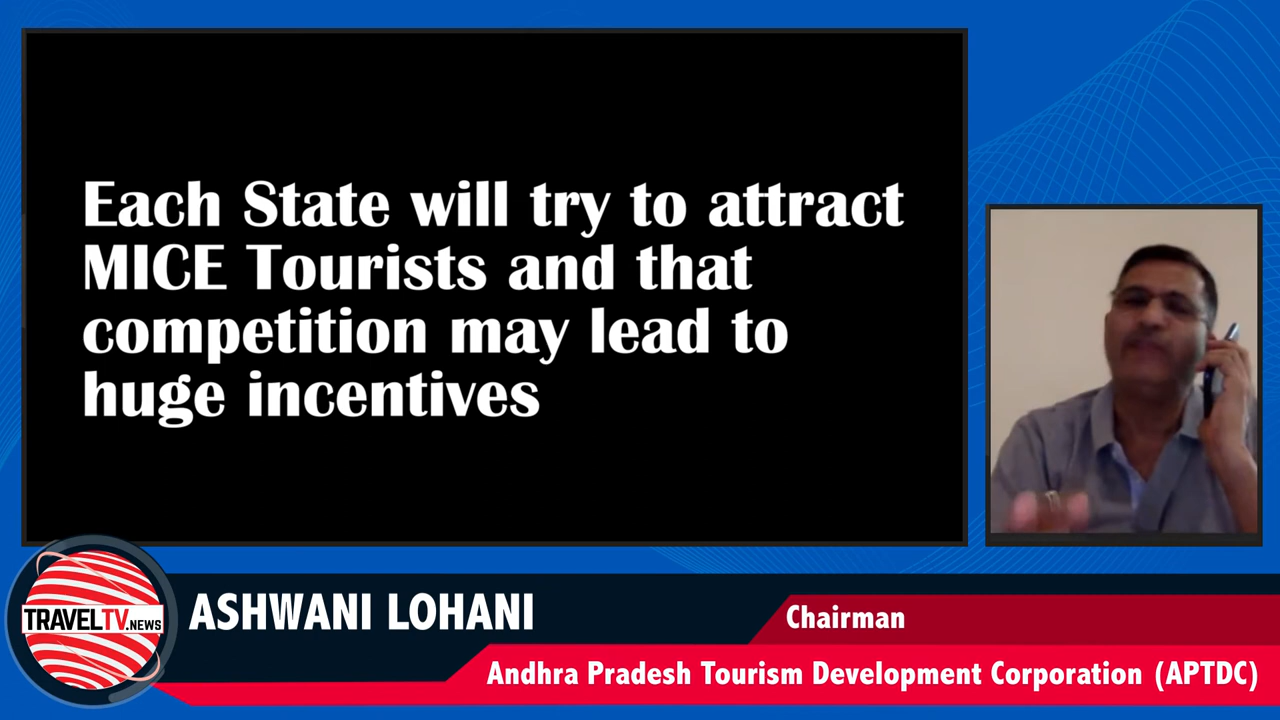 Each State will try to attract
MICE Tourists and that
competition may lead to
huge incentives
TRAVELTV.NEWS
ASHWANI LOHANI
Chairman
Andhra Pradesh Tourism Development Corporation (APTDC)